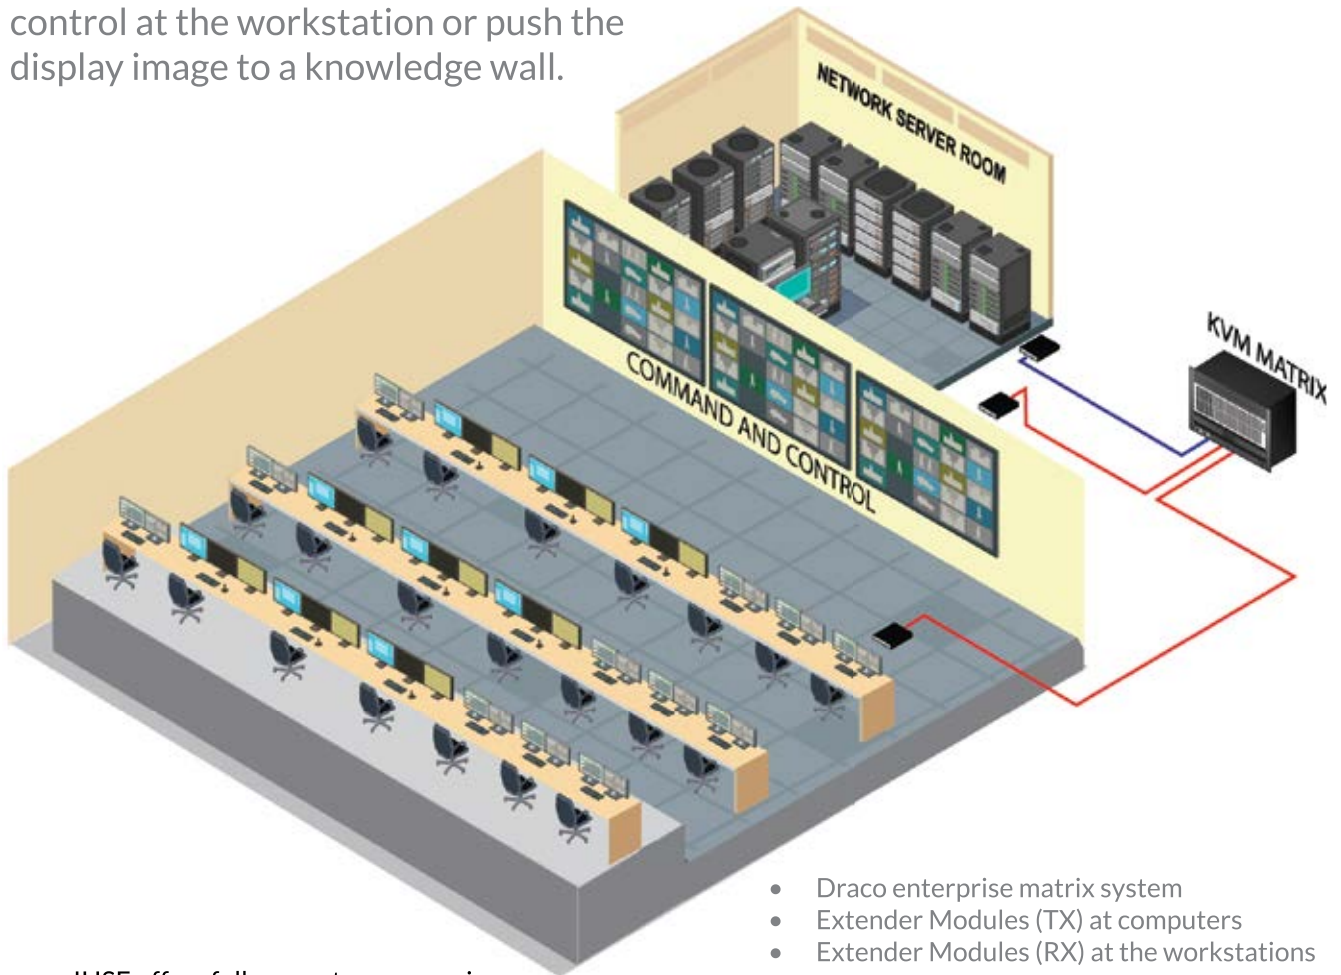 control at the workstation or push the
display image to a knowledge wall.
NETWORK SERVER ROOM
KVM MATRIX
COMMAND AND CONTROL
• Draco enterprise matrix system
• Extender Modules (TX) at computers
• Extender Modules (RX) at the workstations